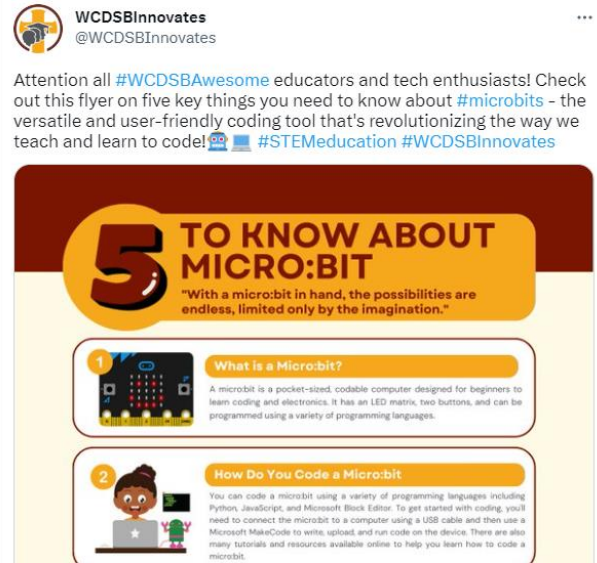 WCDSBInnovates
@WCDSBInnovates
Attention all #WCDSBAwesome educators and tech enthusiasts! Check
out this flyer on five key things you need to know about #microbits - the
versatile and user-friendly coding tool that's revolutionizing the way we
teach and learn to code!🤖💻 #STEMeducation #WCDSBInnovates
5 TO KNOW ABOUT
MICRO:BIT
"With a micro:bit in hand, the possibilities are
endless, limited only by the imagination."
1
What is a Micro:bit?
A micro:bit is a pocket-sized, codable computer designed for beginners to
learn coding and electronics. It has an LED matrix, two buttons, and can be
programmed using a variety of programming languages.
2
How Do You Code a Micro:bit
You can code a micro:bit using a variety of programming languages including
Python, JavaScript, and Microsoft Block Editor. To get started with coding, you'll
need to connect the micro:bit to a computer using a USB cable and then use a
Microsoft MakeCode to write, upload, and run code on the device. There are also
many tutorials and resources available online to help you learn how to code a
micro:bit.